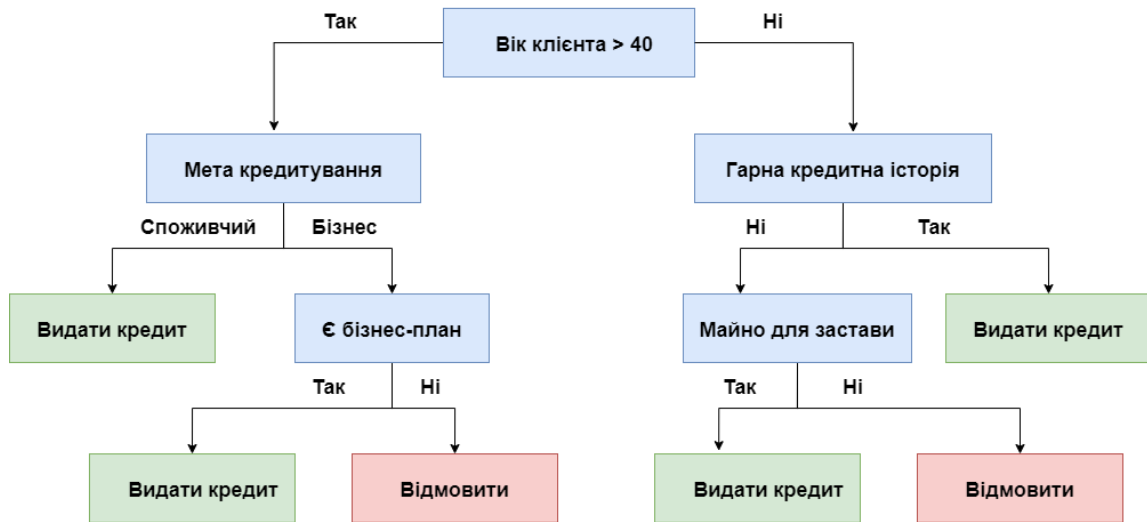 Так
Вік клієнта > 40
Ні
Мета кредитування
Гарна кредитна історія
Споживчий
Бізнес
Ні
Так
Видати кредит
Є бізнес-план
Майно для застави
Видати кредит
Так
Ні
Так
Ні
Видати кредит
Відмовити
Видати кредит
Відмовити